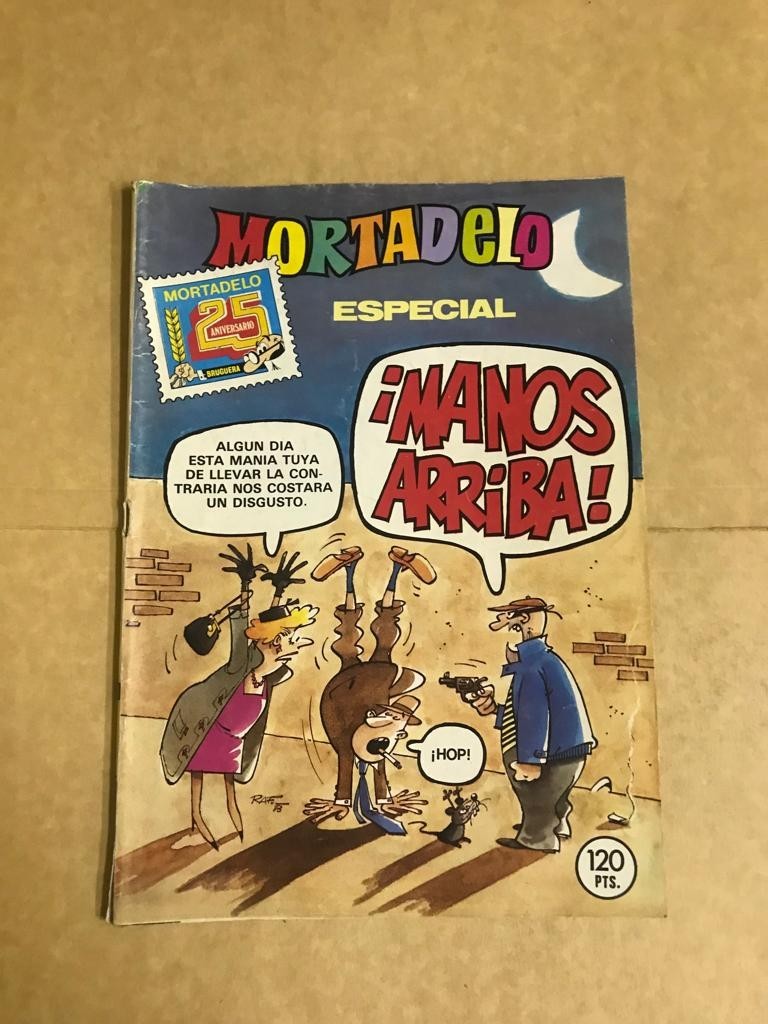 MORTADELO
ESPECIAL
MORTADELO
25
ANIVERSARIO
BRUGUERA
¡MANOS
ARRiBA!
ALGUN DIA
ESTA MANIA TUYA
DE LLEVAR LA CON-
TRARIA NOS COSTARA
UN DISGUSTO.
¡HOP!
RAF
120
PTS.